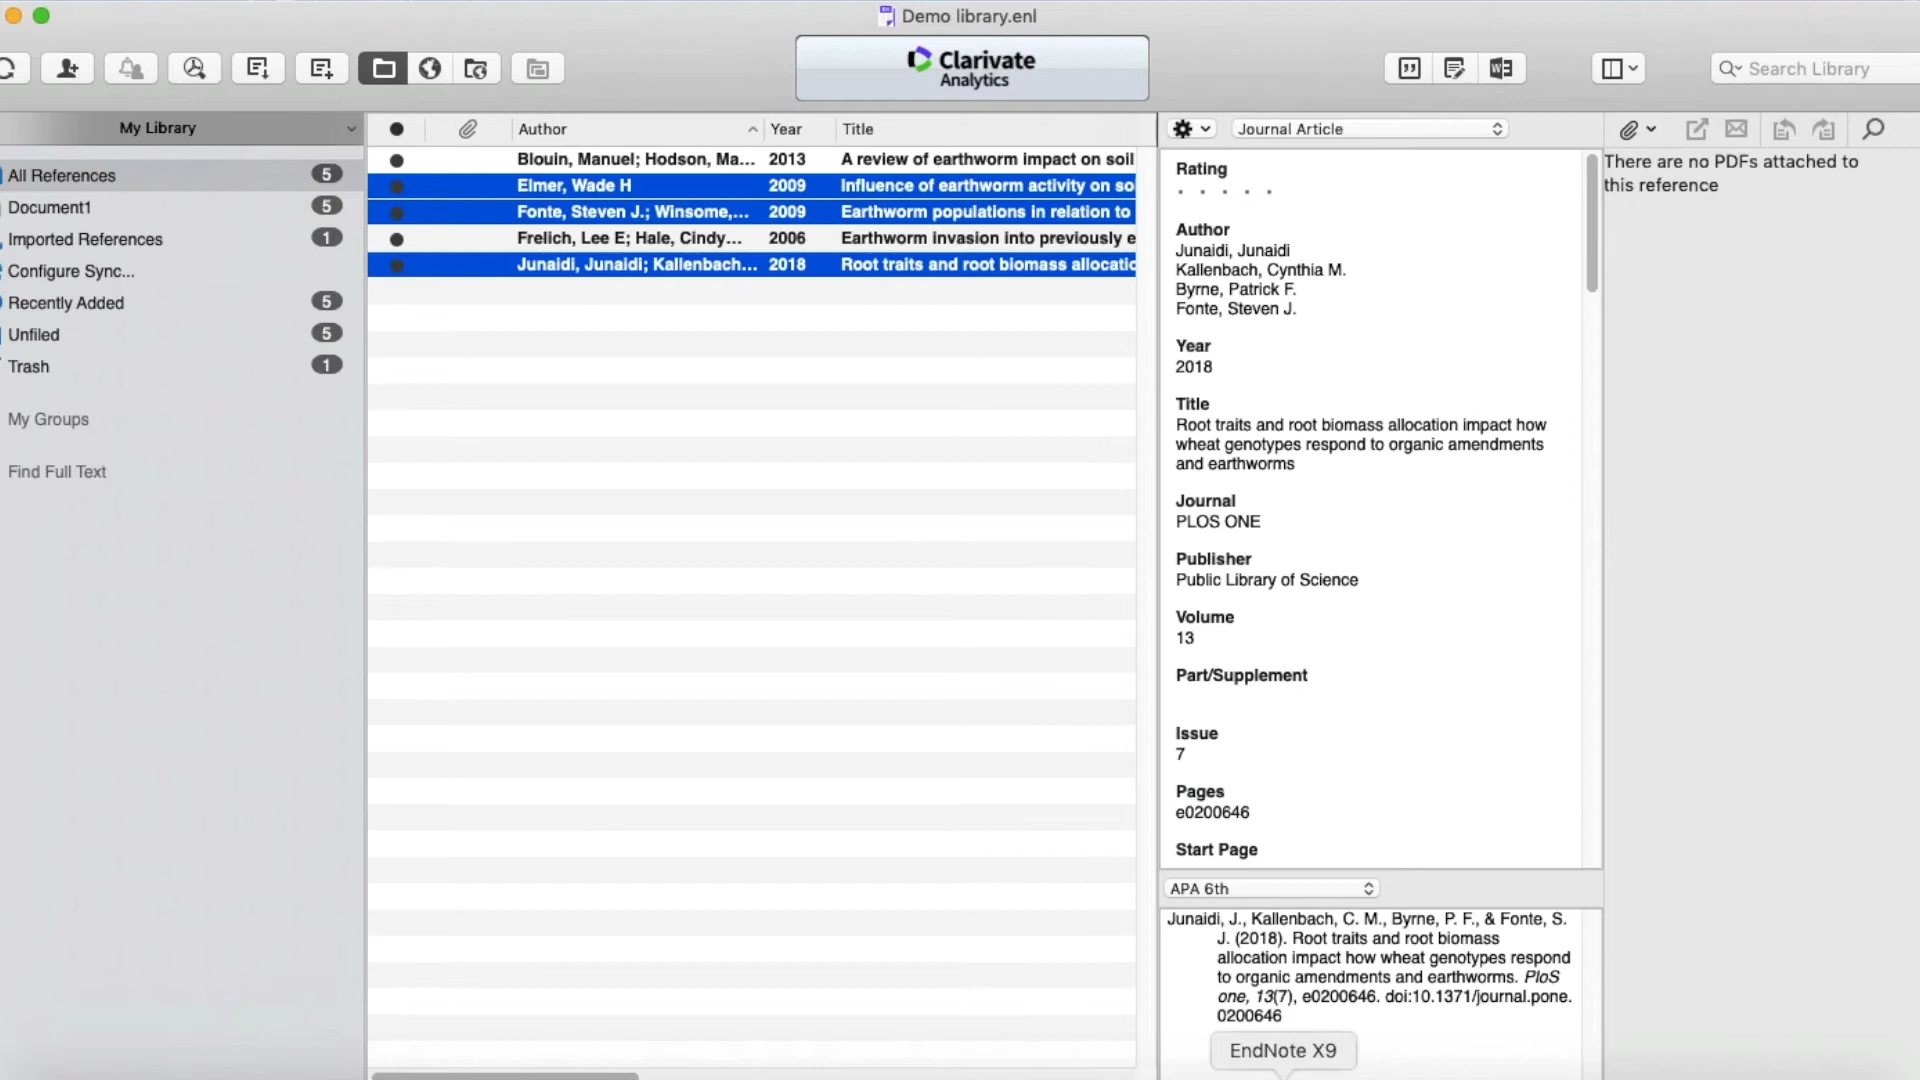 Demo library.enl
Clarivate
Analytics
Search Library
My Library
All References 5
Document1 5
Imported References 1
Configure Sync...
Recently Added 5
Unfiled 5
Trash 1
My Groups
Find Full Text
Author Year Title
Blouin, Manuel; Hodson, Ma... 2013 A review of earthworm impact on soil
Elmer, Wade H 2009 Influence of earthworm activity on so
Fonte, Steven J.; Winsome,... 2009 Earthworm populations in relation to
Frelich, Lee E; Hale, Cindy... 2006 Earthworm invasion into previously e
Junaidi, Junaidi; Kallenbach... 2018 Root traits and root biomass allocatio
Journal Article
Rating
Author
Junaidi, Junaidi
Kallenbach, Cynthia M.
Byrne, Patrick F.
Fonte, Steven J.
Year
2018
Title
Root traits and root biomass allocation impact how
wheat genotypes respond to organic amendments
and earthworms
Journal
PLOS ONE
Publisher
Public Library of Science
Volume
13
Part/Supplement
Issue
7
Pages
e0200646
Start Page
APA 6th
Junaidi, J., Kallenbach, C. M., Byrne, P. F., & Fonte, S.
J. (2018). Root traits and root biomass
allocation impact how wheat genotypes respond
to organic amendments and earthworms. PloS
one, 13(7), e0200646. doi:10.1371/journal.pone.
0200646
EndNote X9
There are no PDFs attached to
this reference